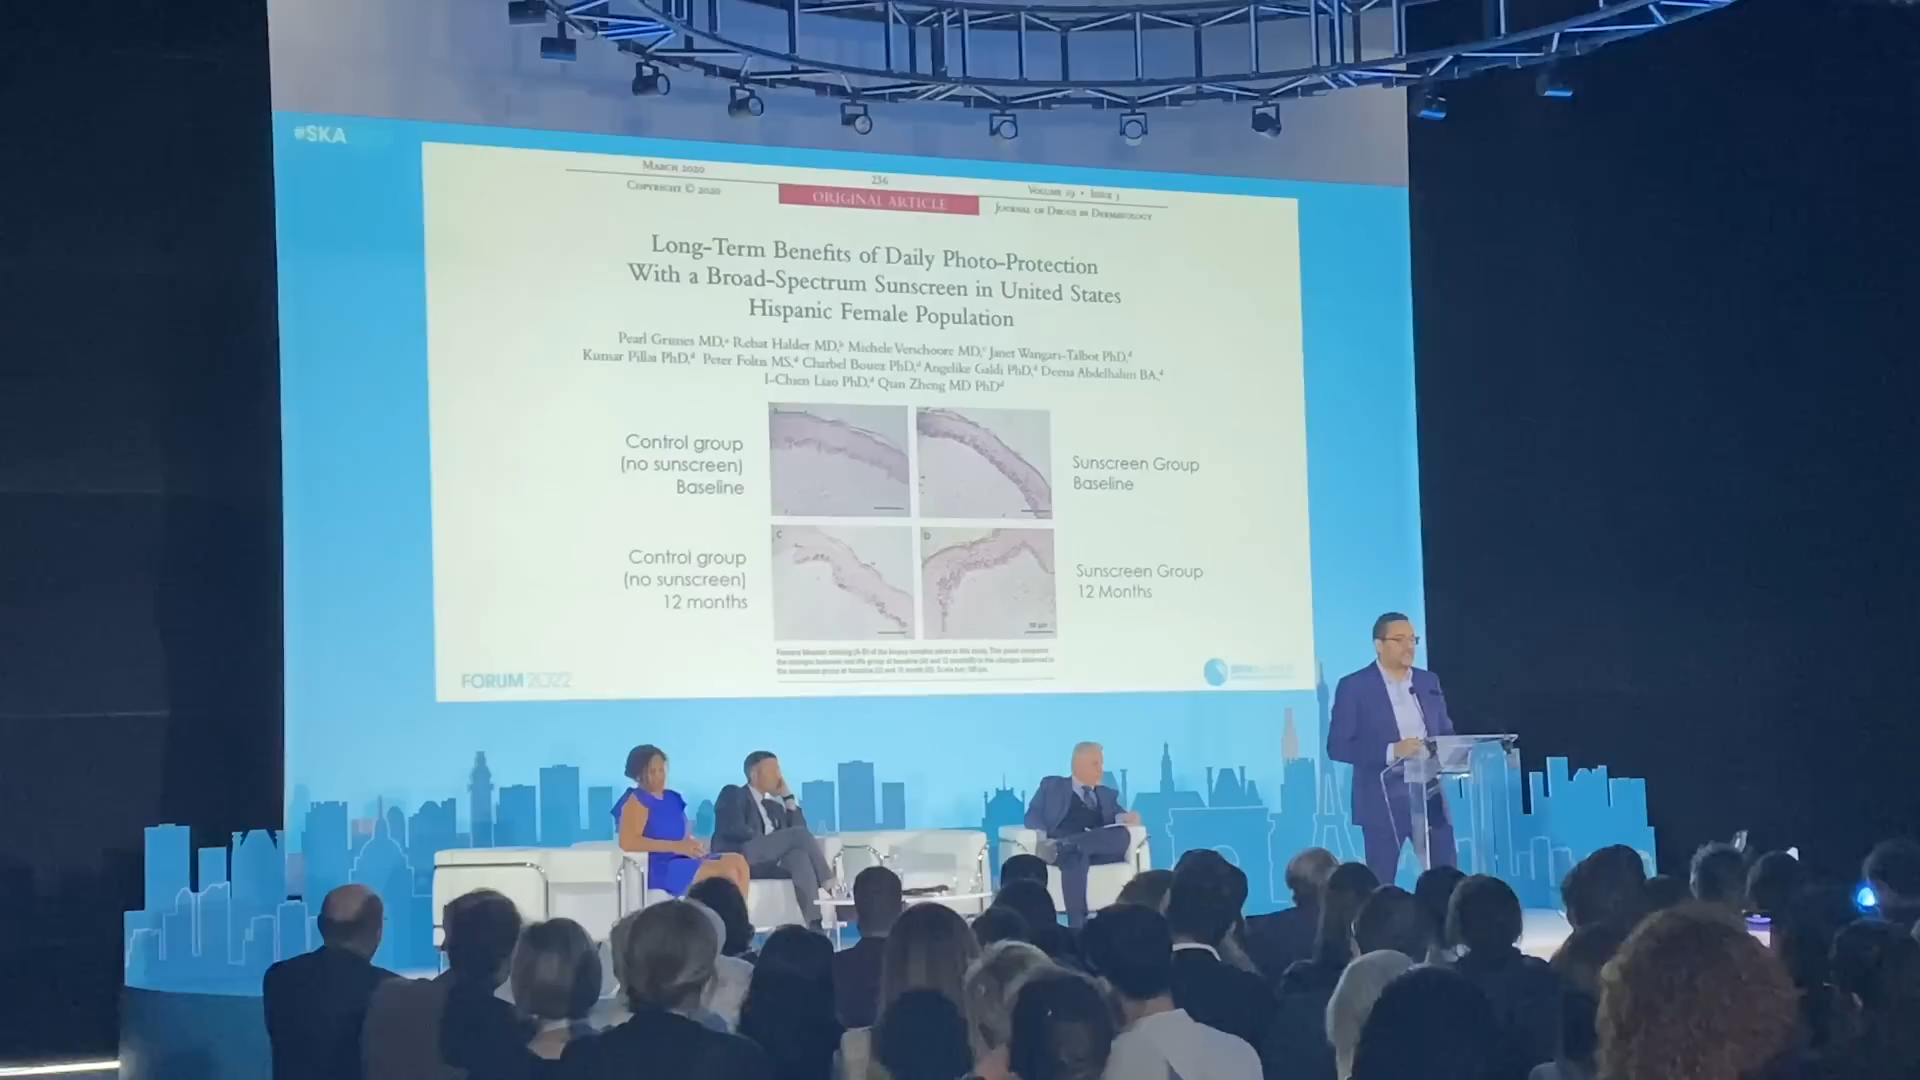 #SKA
MARCH 2020
236
VOLUME 19 • ISSUE 3
COPYRIGHT © 2020
ORIGINAL ARTICLE
JOURNAL OF DRUGS IN DERMATOLOGY
Long-Term Benefits of Daily Photo-Protection
With a Broad-Spectrum Sunscreen in United States
Hispanic Female Population
Pearl Grimes MD,ᵃ Rebat Halder MD,ᵇ Michele Verschoore MD,ᶜ Janet Wangari-Talbot PhD,ᵈ
Kumar Pillai PhD,ᵈ Peter Foltis MS,ᵈ Charbel Bouez PhD,ᵈ Angelike Galdi PhD,ᵈ Deena Abdelhalim BA,ᵈ
I-Chien Liao PhD,ᵈ Qian Zheng MD PhDᵈ
Control group
(no sunscreen)
Baseline
Sunscreen Group
Baseline
C
D
Control group
(no sunscreen)
12 months
Sunscreen Group
12 Months
FORUM 2022